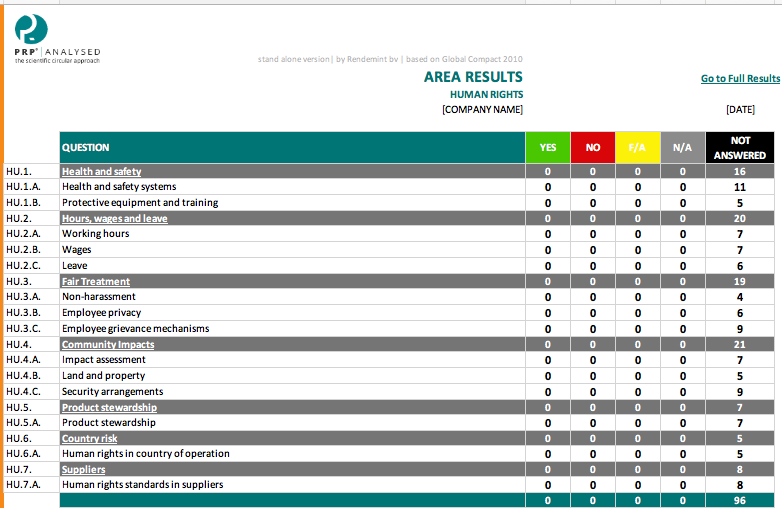 PRP° ANALYSED
the scientific circular approach
stand alone version | by Rendemint bv | based on Global Compact 2010
AREA RESULTS
Go to Full Results
HUMAN RIGHTS
[COMPANY NAME] [DATE]
QUESTION YES NO F/A N/A NOT ANSWERED
HU.1. Health and safety 0 0 0 0 16
HU.1.A. Health and safety systems 0 0 0 0 11
HU.1.B. Protective equipment and training 0 0 0 0 5
HU.2. Hours, wages and leave 0 0 0 0 20
HU.2.A. Working hours 0 0 0 0 7
HU.2.B. Wages 0 0 0 0 7
HU.2.C. Leave 0 0 0 0 6
HU.3. Fair Treatment 0 0 0 0 19
HU.3.A. Non-harassment 0 0 0 0 4
HU.3.B. Employee privacy 0 0 0 0 6
HU.3.C. Employee grievance mechanisms 0 0 0 0 9
HU.4. Community Impacts 0 0 0 0 21
HU.4.A. Impact assessment 0 0 0 0 7
HU.4.B. Land and property 0 0 0 0 5
HU.4.C. Security arrangements 0 0 0 0 9
HU.5. Product stewardship 0 0 0 0 7
HU.5.A. Product stewardship 0 0 0 0 7
HU.6. Country risk 0 0 0 0 5
HU.6.A. Human rights in country of operation 0 0 0 0 5
HU.7. Suppliers 0 0 0 0 8
HU.7.A. Human rights standards in suppliers 0 0 0 0 8
0 0 0 0 96